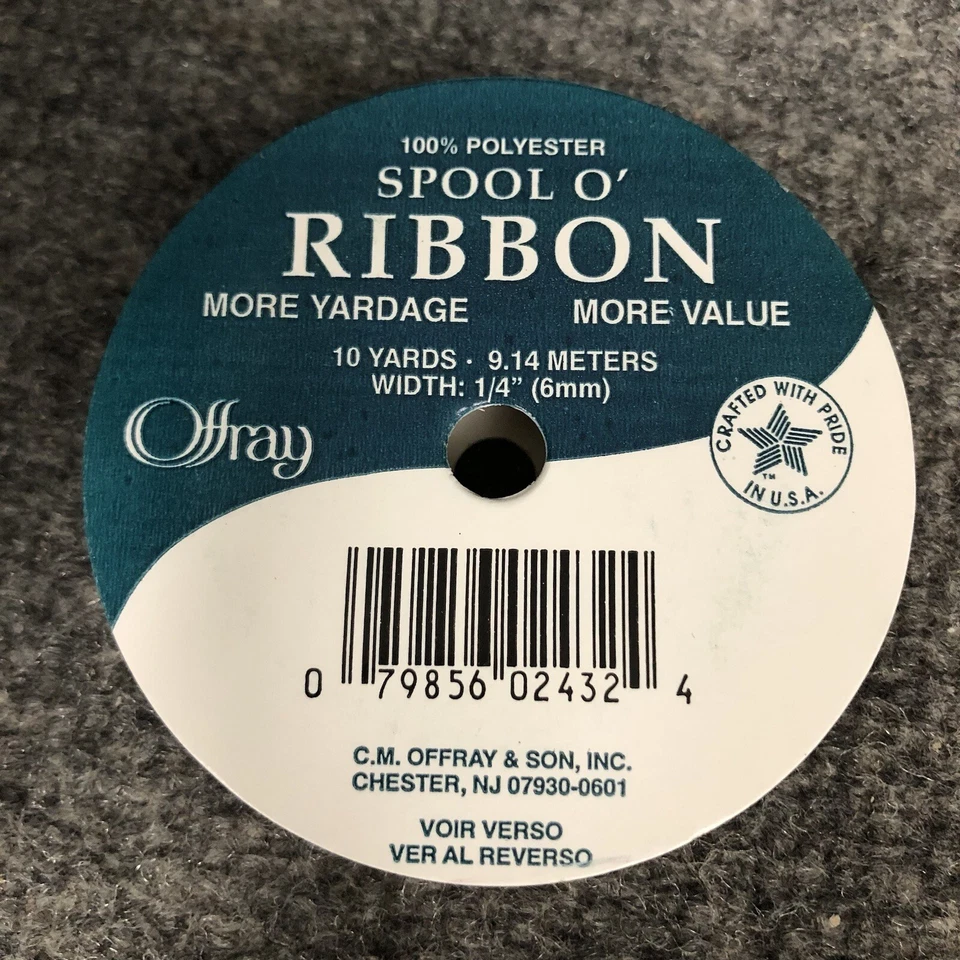 100% POLYESTER
SPOOL O'
RIBBON
MORE YARDAGE MORE VALUE
10 YARDS · 9.14 METERS
WIDTH: 1/4” (6mm)
Offray
CRAFTED WITH PRIDE
IN U.S.A.
TM
0 79856 02432 4
C.M. OFFRAY & SON, INC.
CHESTER, NJ 07930-0601
VOIR VERSO
VER AL REVERSO